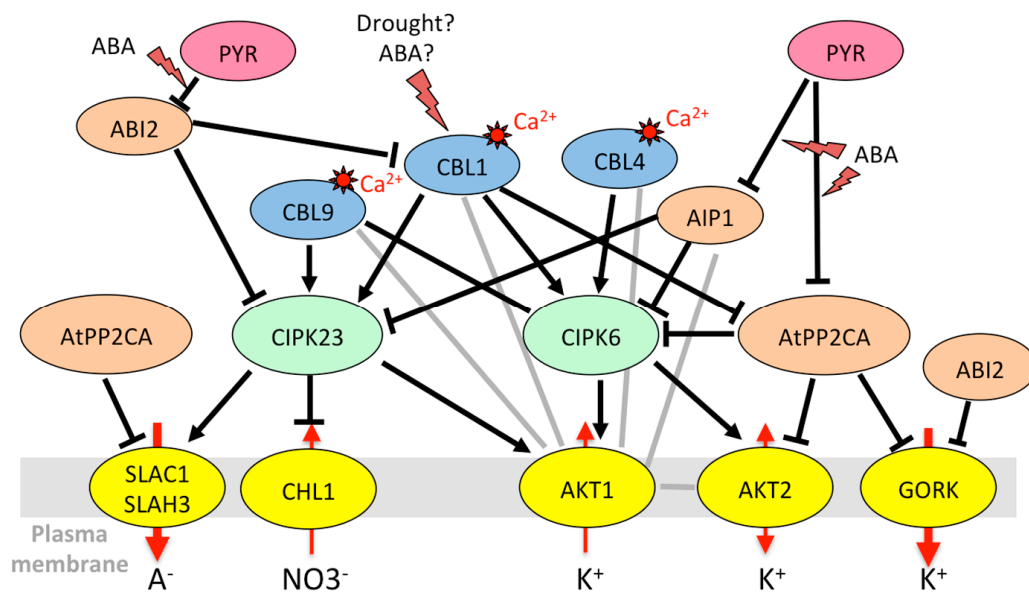 Drought?
ABA?
ABA
PYR
PYR
ABI2
Ca²⁺
Ca²⁺
CBL1
CBL4
ABA
Ca²⁺
CBL9
AIP1
AtPP2CA
CIPK23
CIPK6
AtPP2CA
ABI2
SLAC1
SLAH3
CHL1
AKT1
AKT2
GORK
Plasma
membrane
A⁻
NO3⁻
K⁺
K⁺
K⁺